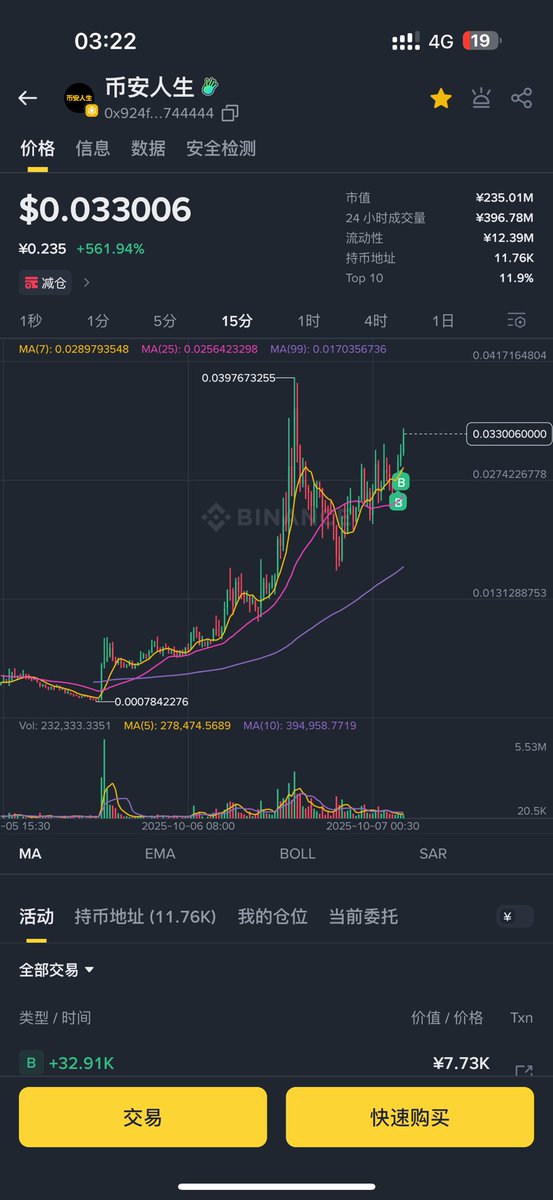 03:22
4G
19
币安人生
币安人生
0x924f...744444
价格 信息 数据 安全检测
$0.033006
¥0.235 +561.94%
减仓
市值 ¥235.01M
24 小时成交量 ¥396.78M
流动性 ¥12.39M
持币地址 11.76K
Top 10 11.9%
1秒 1分 5分 15分 1时 4时 1日
MA(7): 0.0289793548 MA(25): 0.0256423298 MA(99): 0.0170356736
0.0417164804
0.0397673255
0.0330060000
0.0274226778
B
B
BINANCE
0.0131288753
0.0007842276
Vol: 232,333.3351 MA(5): 278,474.5689 MA(10): 394,958.7719
5.53M
20.5K
-05 15:30 2025-10-06 08:00 2025-10-07 00:30
MA EMA BOLL SAR
活动 持币地址 (11.76K) 我的仓位 当前委托 ¥
全部交易
类型 / 时间 价值 / 价格 Txn
B +32.91K ¥7.73K
交易 快速购买